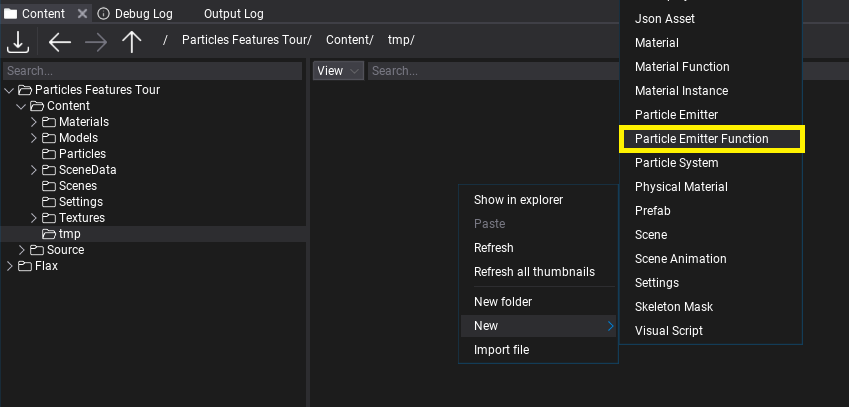 Content
Debug Log
Output Log
/ Particles Features Tour/ Content/ tmp/
Search...
Particles Features Tour
Content
Materials
Models
Particles
SceneData
Scenes
Settings
Textures
tmp
Source
Flax
View
Search...
Show in explorer
Paste
Refresh
Refresh all thumbnails
New folder
New
Import file
Json Asset
Material
Material Function
Material Instance
Particle Emitter
Particle Emitter Function
Particle System
Physical Material
Prefab
Scene
Scene Animation
Settings
Skeleton Mask
Visual Script